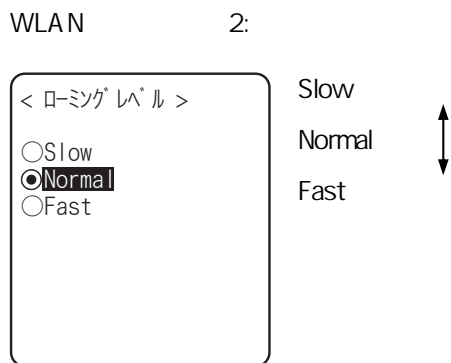 WLAN 2:
< ﾛｰﾐﾝｸﾞﾚﾍﾞﾙ >
○Slow
◉Normal
○Fast
Slow
Normal
Fast